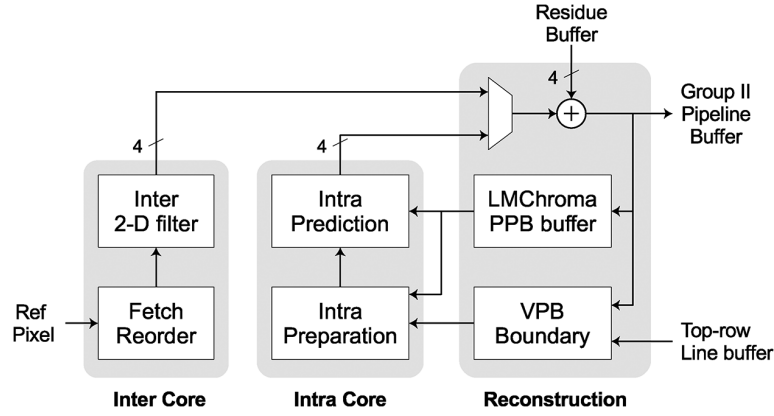 Residue
Buffer
4
Group II
Pipeline
Buffer
4
4
Inter
2-D filter
Intra
Prediction
LMChroma
PPB buffer
Ref
Pixel
Fetch
Reorder
Intra
Preparation
VPB
Boundary
Top-row
Line buffer
Inter Core
Intra Core
Reconstruction